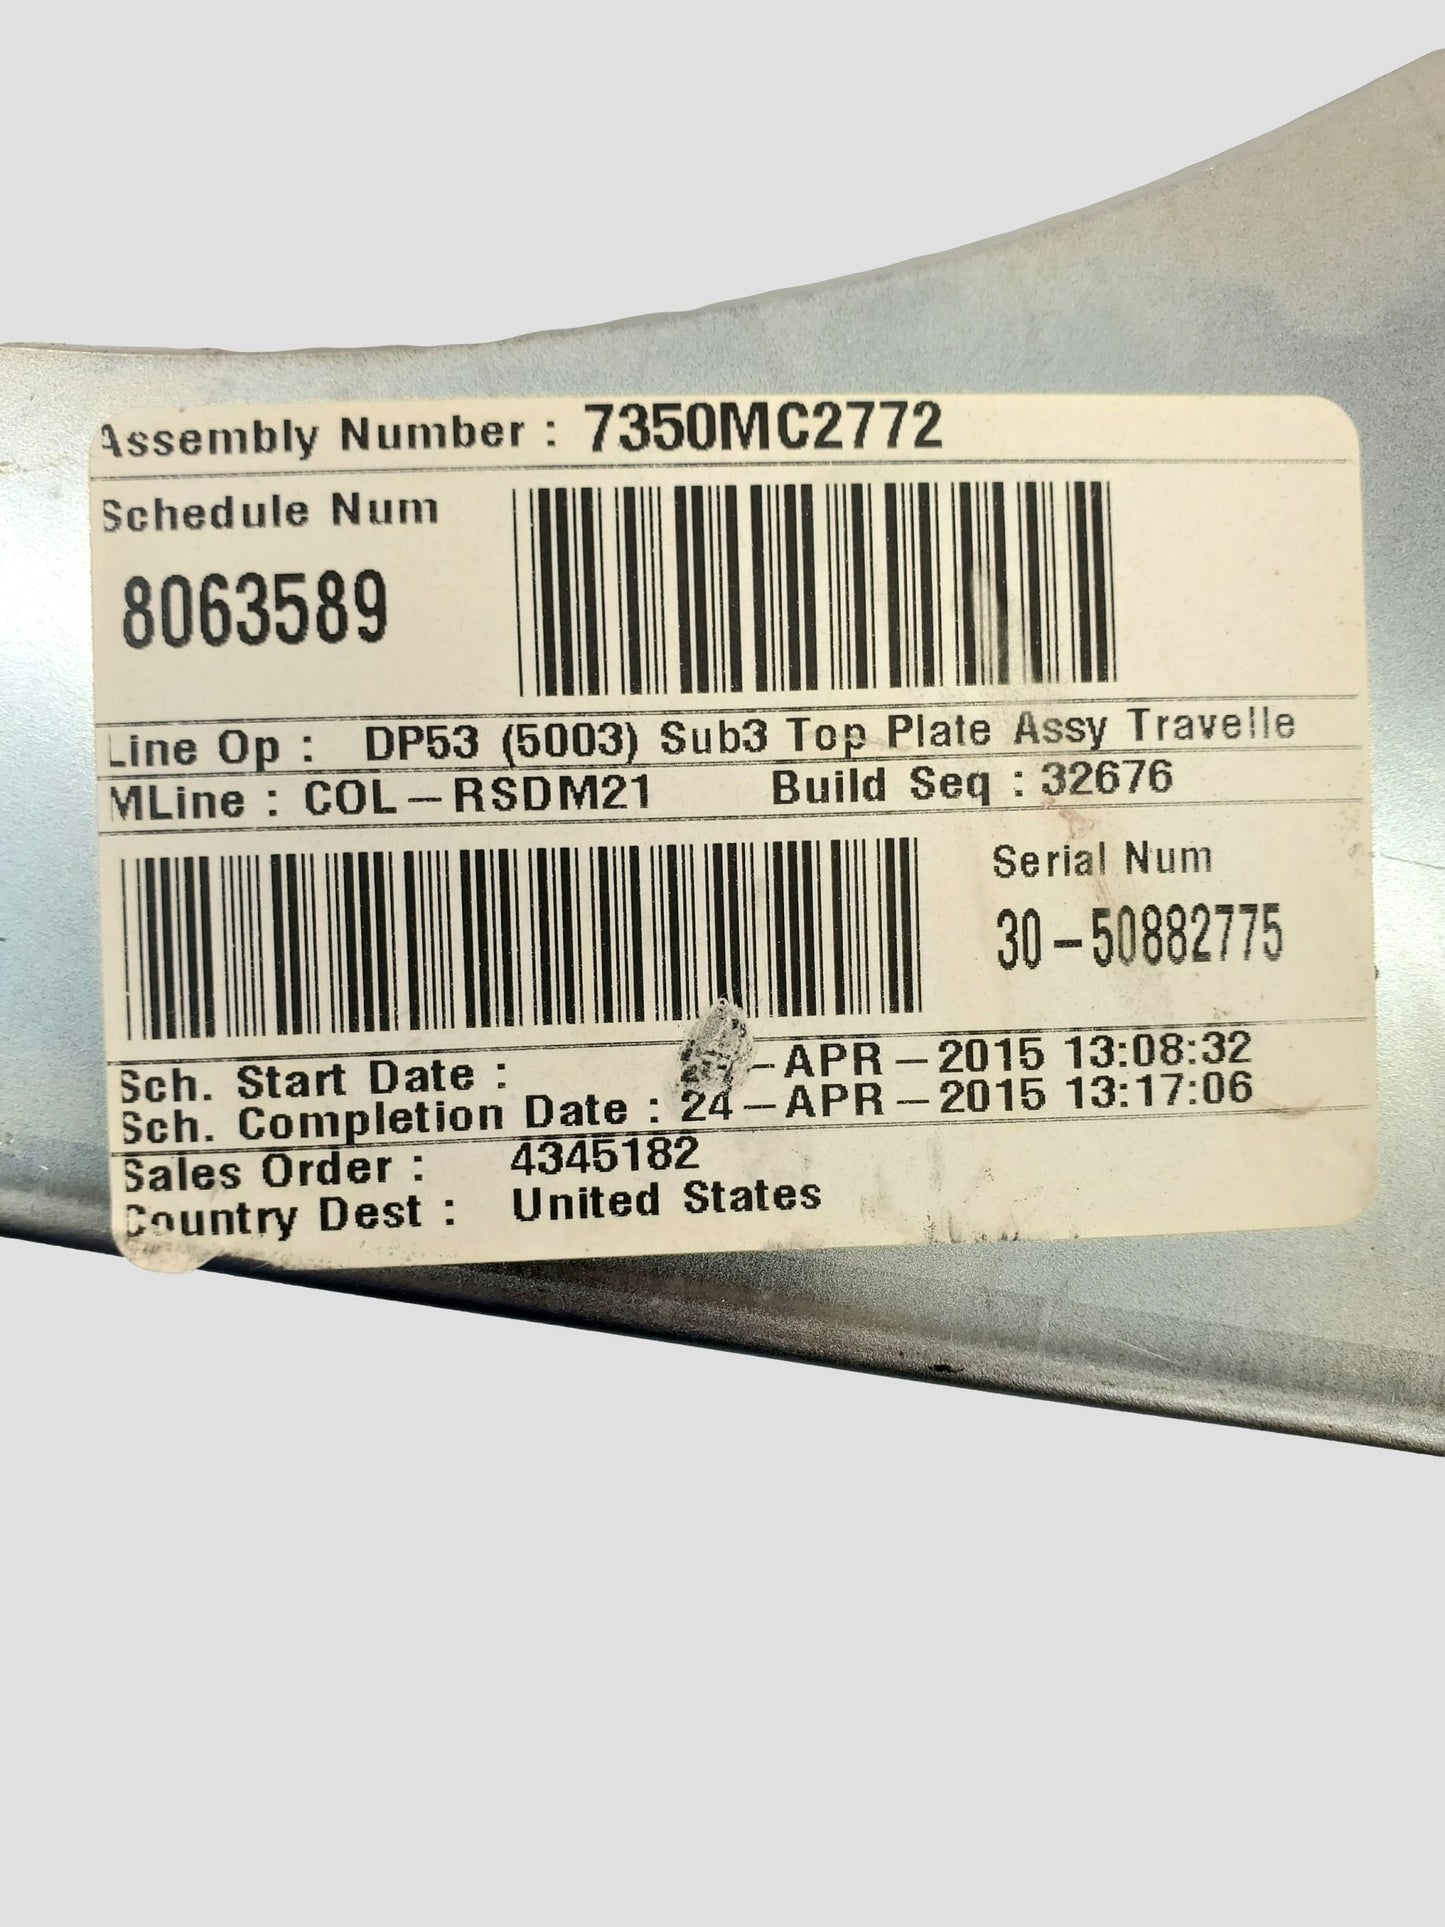 Assembly Number : 7350MC2772
Schedule Num
8063589
Line Op : DP53 (5003) Sub3 Top Plate Assy Travelle
MLine : COL-RSDM21 Build Seq : 32676
Serial Num
30-50882775
Sch. Start Date : -APR-2015 13:08:32
Sch. Completion Date : 24-APR-2015 13:17:06
Sales Order : 4345182
Country Dest : United States